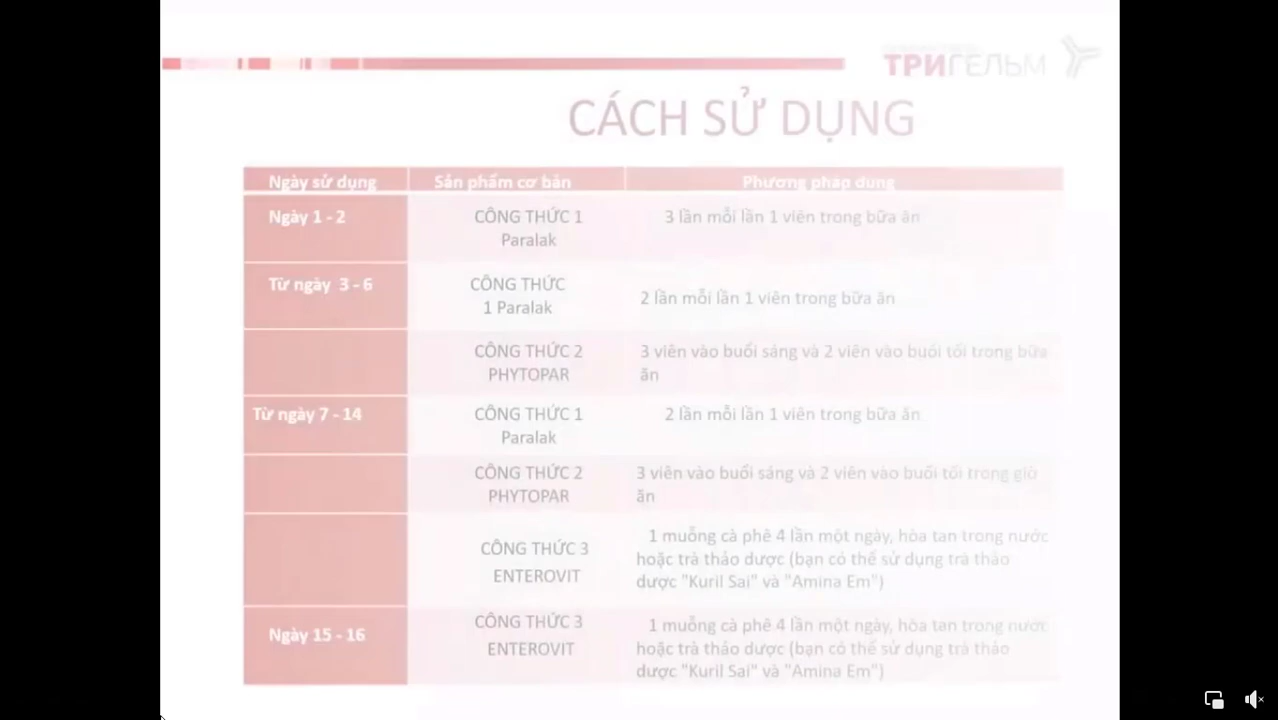 ТРИГЕЛЬМ
CÁCH SỬ DỤNG
Ngày sử dụng
Sản phẩm cơ bản
Phương pháp dùng
Ngày 1 - 2
CÔNG THỨC 1
Paralak
3 lần mỗi lần 1 viên trong bữa ăn
Từ ngày 3 - 6
CÔNG THỨC
1 Paralak
2 lần mỗi lần 1 viên trong bữa ăn
CÔNG THỨC 2
PHYTOPAR
3 viên vào buổi sáng và 2 viên vào buổi tối trong bữa
ăn
Từ ngày 7 - 14
CÔNG THỨC 1
Paralak
2 lần mỗi lần 1 viên trong bữa ăn
CÔNG THỨC 2
PHYTOPAR
3 viên vào buổi sáng và 2 viên vào buổi tối trong giờ
ăn
CÔNG THỨC 3
ENTEROVIT
1 muỗng cà phê 4 lần một ngày, hòa tan trong nước
hoặc trà thảo dược (bạn có thể sử dụng trà thảo
dược "Kuril Sai" và "Amina Em")
Ngày 15 - 16
CÔNG THỨC 3
ENTEROVIT
1 muỗng cà phê 4 lần một ngày, hòa tan trong nước
hoặc trà thảo dược (bạn có thể sử dụng trà thảo
dược "Kuril Sai" và "Amina Em")